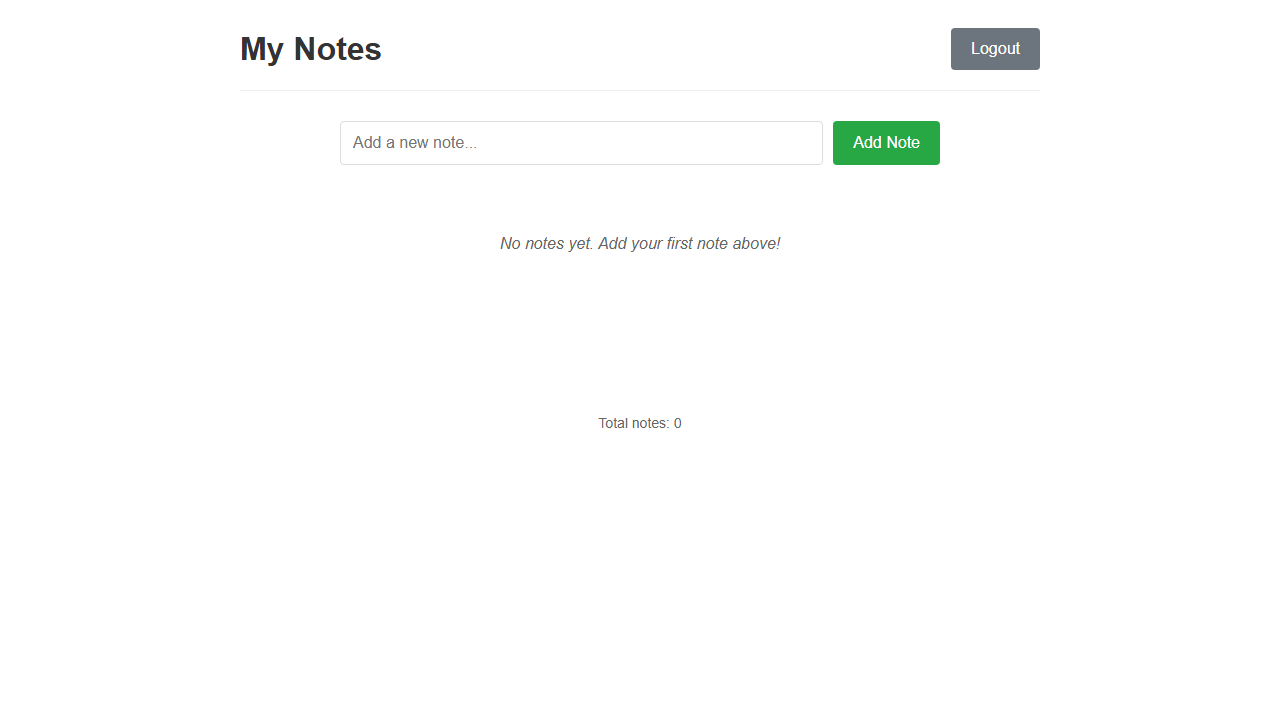 My Notes
Logout
Add a new note...
Add Note
No notes yet. Add your first note above!
Total notes: 0